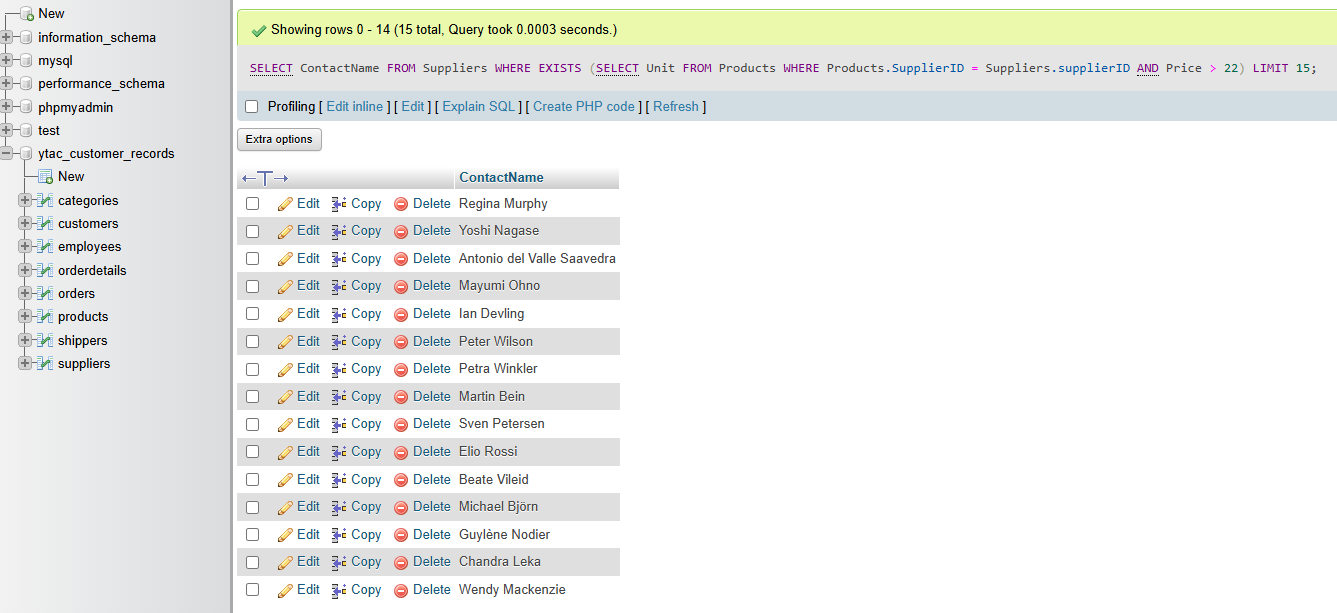 New
information_schema
mysql
performance_schema
phpmyadmin
test
ytac_customer_records
New
categories
customers
employees
orderdetails
orders
products
shippers
suppliers
Showing rows 0 - 14 (15 total, Query took 0.0003 seconds.)
SELECT ContactName FROM Suppliers WHERE EXISTS (SELECT Unit FROM Products WHERE Products.SupplierID = Suppliers.supplierID AND Price > 22) LIMIT 15;
Profiling [ Edit inline ] [ Edit ] [ Explain SQL ] [ Create PHP code ] [ Refresh ]
Extra options
←T→ ContactName
Edit Copy Delete Regina Murphy
Edit Copy Delete Yoshi Nagase
Edit Copy Delete Antonio del Valle Saavedra
Edit Copy Delete Mayumi Ohno
Edit Copy Delete Ian Devling
Edit Copy Delete Peter Wilson
Edit Copy Delete Petra Winkler
Edit Copy Delete Martin Bein
Edit Copy Delete Sven Petersen
Edit Copy Delete Elio Rossi
Edit Copy Delete Beate Vileid
Edit Copy Delete Michael Björn
Edit Copy Delete Guylène Nodier
Edit Copy Delete Chandra Leka
Edit Copy Delete Wendy Mackenzie